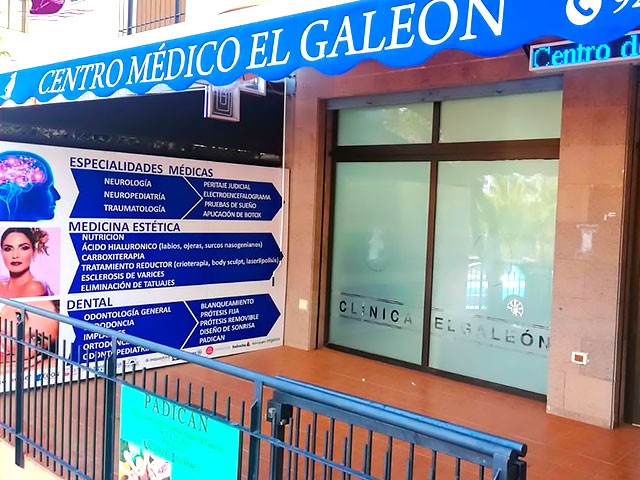 CENTRO MÉDICO EL GALEÓN
Centro d
ESPECIALIDADES MÉDICAS
NEUROLOGÍA
NEUROPEDIATRÍA
TRAUMATOLOGÍA
PERITAJE JUDICIAL
ELECTROENCEFALOGRAMA
PRUEBAS DE SUEÑO
APLICACIÓN DE BOTOX
MEDICINA ESTÉTICA
NUTRICION
ÁCIDO HIALURONICO (labios, ojeras, surcos nasogenianos)
CARBOXITERAPIA
TRATAMIENTO REDUCTOR (crioterapia, body sculpt, laserlipolisis)
ESCLEROSIS DE VARICES
ELIMINACIÓN DE TATUAJES
DENTAL
ODONTOLOGÍA GENERAL
BLANQUEAMIENTO
PRÓTESIS FIJA
PRÓTESIS REMOVIBLE
DISEÑO DE SONRISA
PADICAN
CLINICA EL GALEÓN
PADICAN